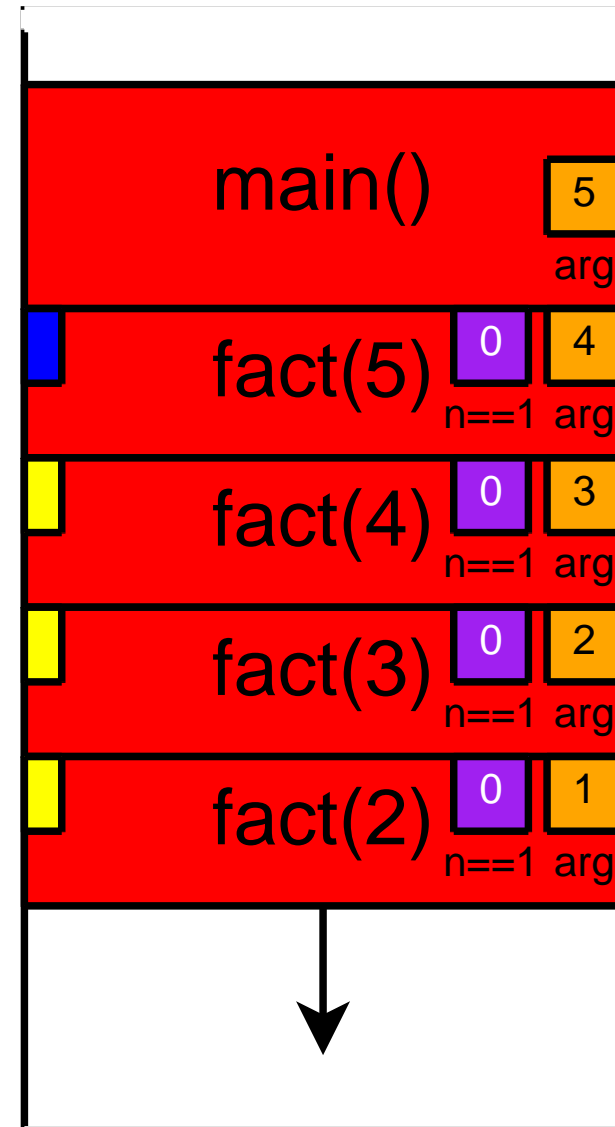 main() 5
arg
fact(5) 0 4
n==1 arg
fact(4) 0 3
n==1 arg
fact(3) 0 2
n==1 arg
fact(2) 0 1
n==1 arg